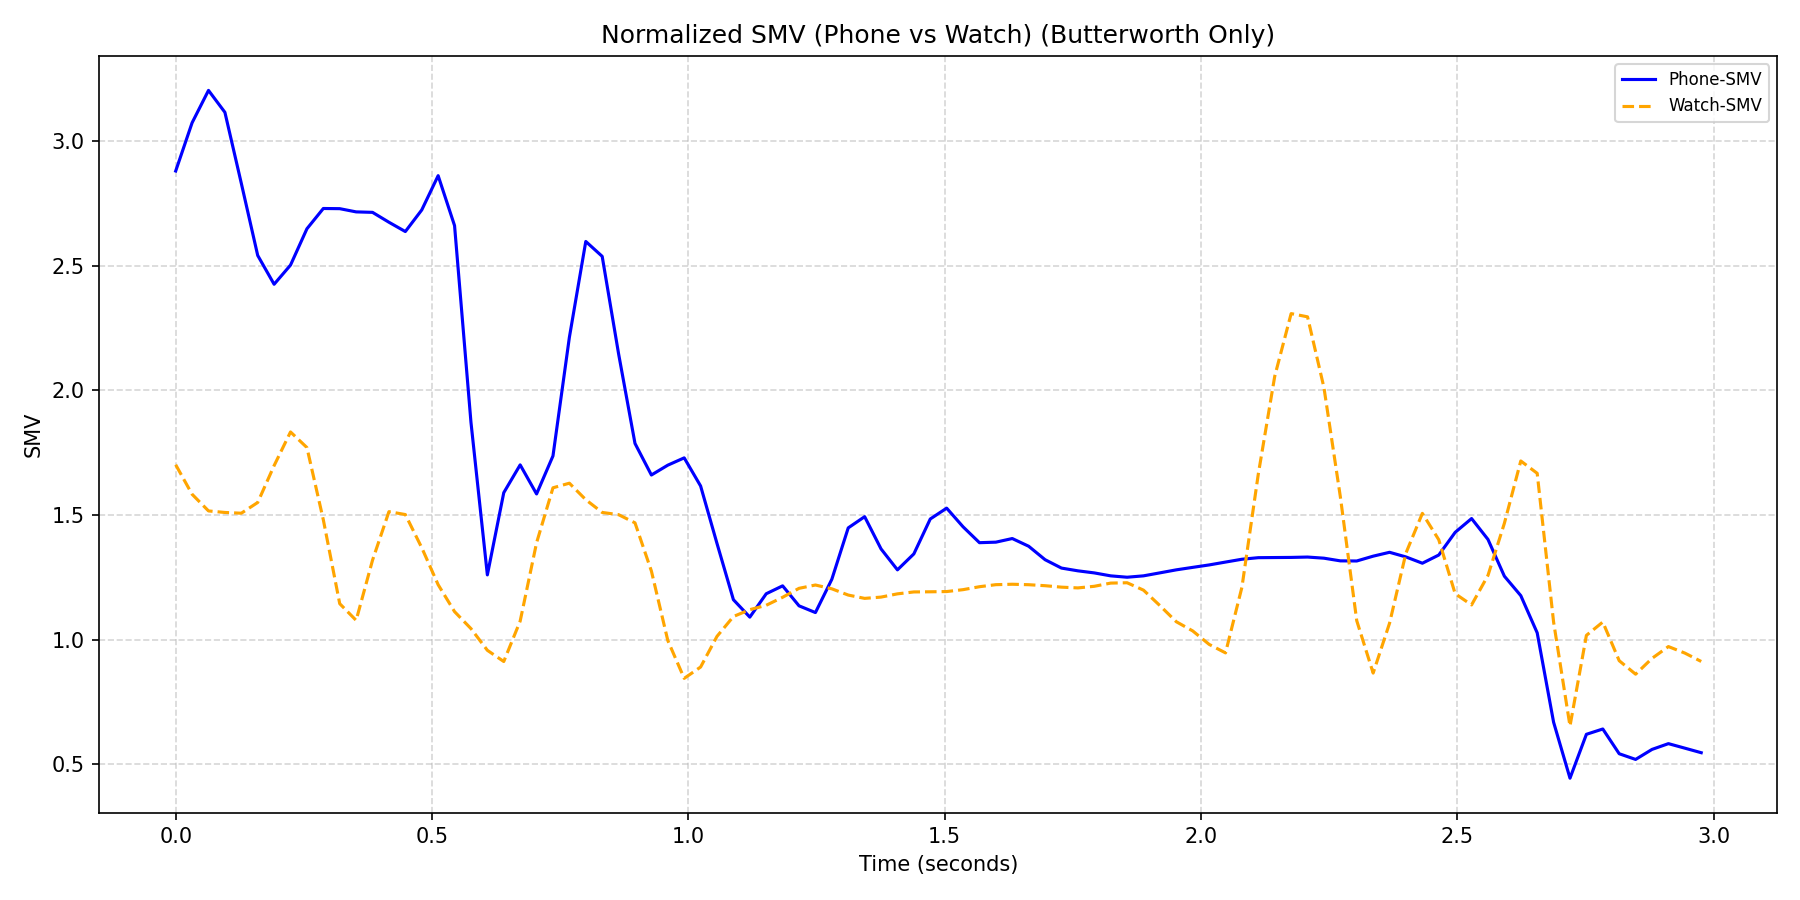 Normalized SMV (Phone vs Watch) (Butterworth Only)
Phone-SMV
Watch-SMV
3.0
2.5
2.0
1.5
1.0
0.5
SMV
0.0 0.5 1.0 1.5 2.0 2.5 3.0
Time (seconds)